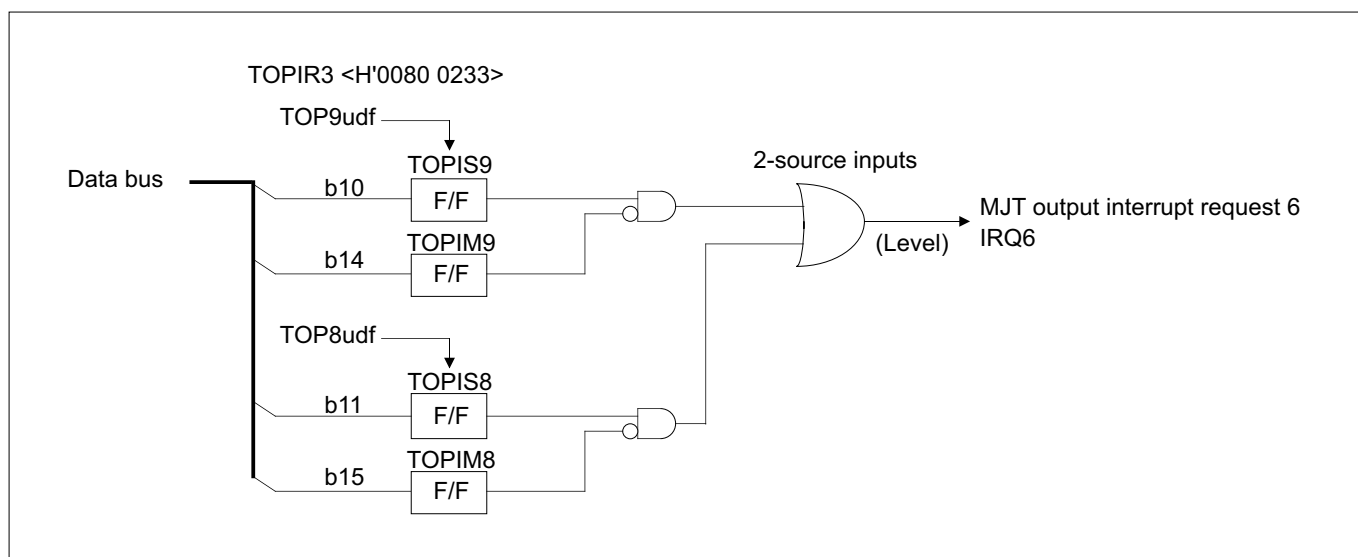 TOPIR3 <H'0080 0233>
TOP9udf
TOPIS9
2-source inputs
Data bus
b10
F/F
MJT output interrupt request 6
TOPIM9
(Level)
IRQ6
b14
F/F
TOP8udf
TOPIS8
b11
F/F
TOPIM8
b15
F/F